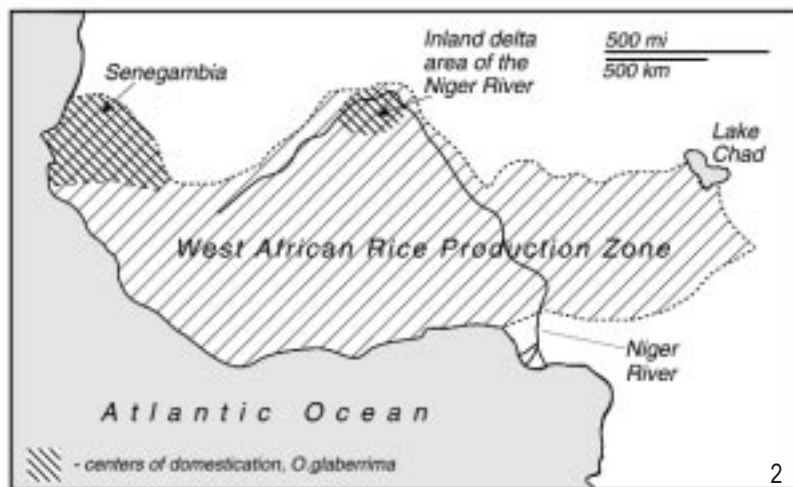 Senegambia
Inland delta
area of the
Niger River
500 mi
500 km
Lake
Chad
West African Rice Production Zone
Niger
River
Atlantic Ocean
- centers of domestication, O.glaberrima
2